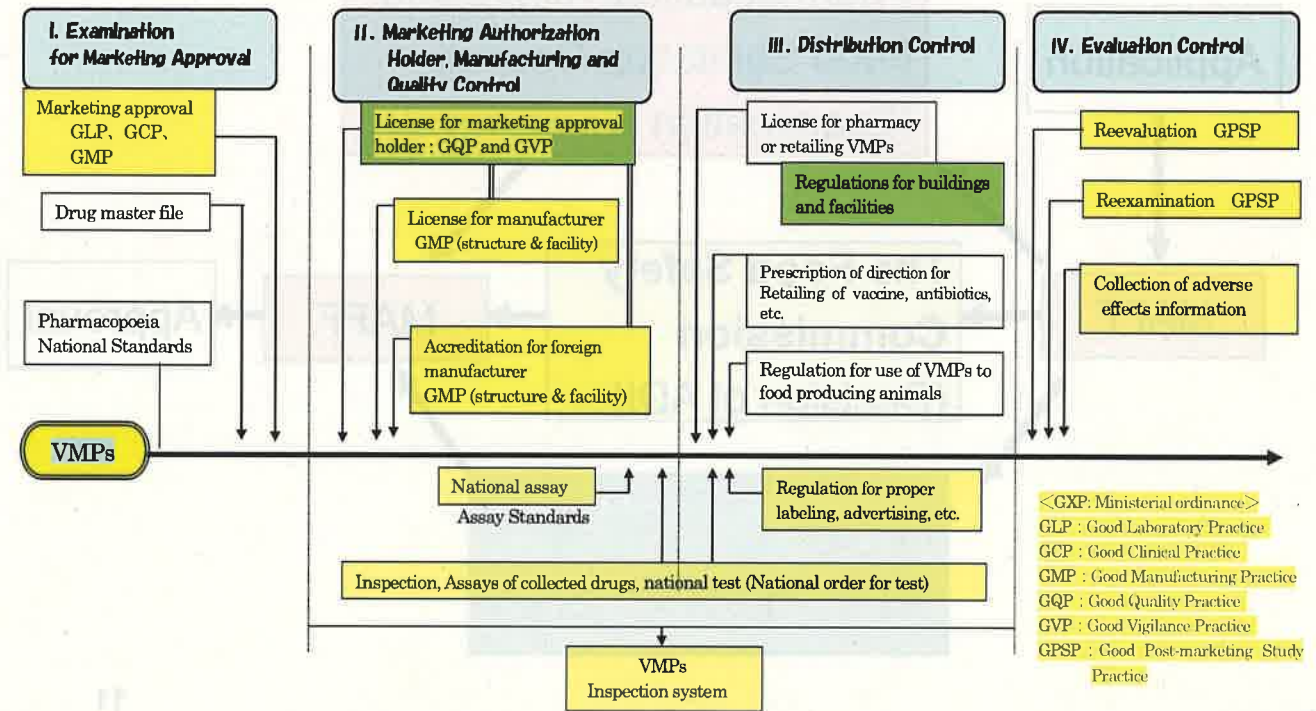 I. Examination
for Marketing Approval
Marketing approval
GLP、GCP、
GMP
Drug master file
Pharmacopoeia
National Standards
VMPs
II. Marketing Authorization
Holder, Manufacturing and
Quality Control
License for marketing approval
holder : GQP and GVP
License for manufacturer
GMP (structure & facility)
Accreditation for foreign
manufacturer
GMP (structure & facility)
National assay
Assay Standards
Inspection, Assays of collected drugs, national test (National order for test)
VMPs
Inspection system
III. Distribution Control
License for pharmacy
or retailing VMPs
Regulations for buildings
and facilities
Prescription of direction for
Retailing of vaccine, antibiotics,
etc.
Regulation for use of VMPs to
food producing animals
Regulation for proper
labeling, advertising, etc.
IV. Evaluation Control
Reevaluation GPSP
Reexamination GPSP
Collection of adverse
effects information
<GXP: Ministerial ordinance>
GLP : Good Laboratory Practice
GCP : Good Clinical Practice
GMP : Good Manufacturing Practice
GQP : Good Quality Practice
GVP : Good Vigilance Practice
GPSP : Good Post-marketing Study
Practice